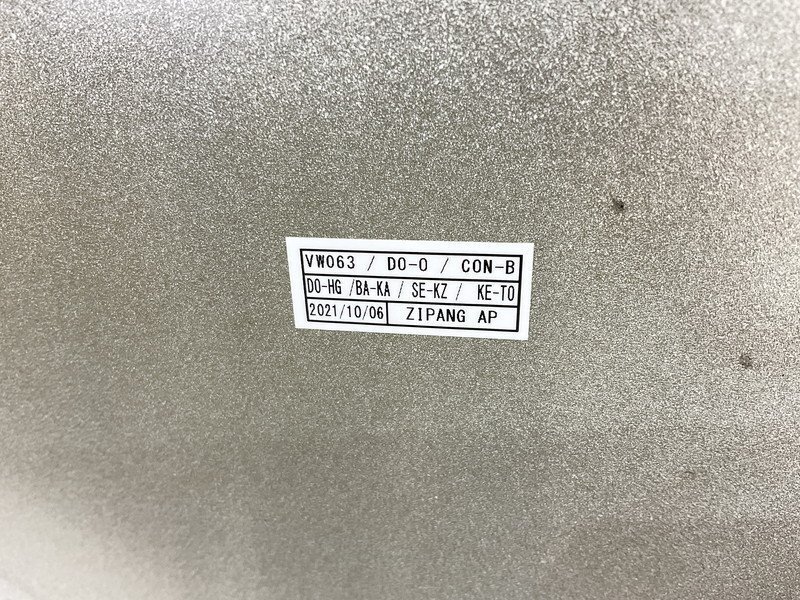 VW063 / DO-O / CON-B
DO-HG /BA-KA / SE-KZ / KE-TO
2021/10/06 ZIPANG AP